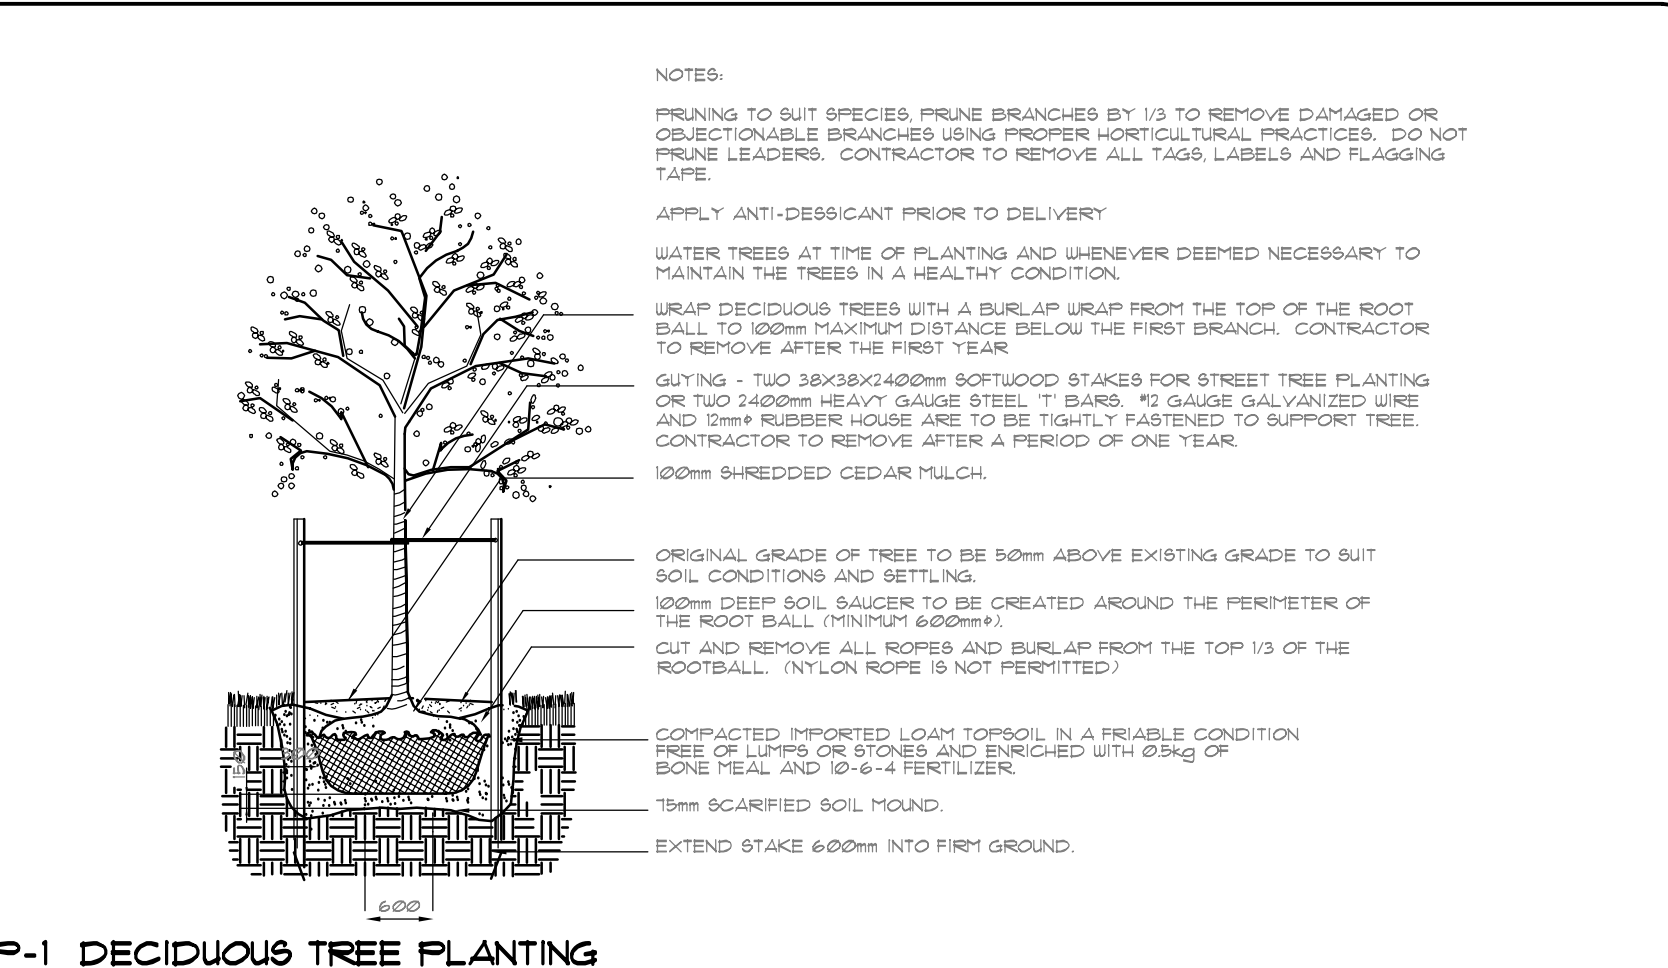 NOTES:
PRUNING TO SUIT SPECIES, PRUNE BRANCHES BY 1/3 TO REMOVE DAMAGED OR
OBJECTIONABLE BRANCHES USING PROPER HORTICULTURAL PRACTICES. DO NOT
PRUNE LEADERS. CONTRACTOR TO REMOVE ALL TAGS, LABELS AND FLAGGING
TAPE.
APPLY ANTI-DESSICANT PRIOR TO DELIVERY
WATER TREES AT TIME OF PLANTING AND WHENEVER DEEMED NECESSARY TO
MAINTAIN THE TREES IN A HEALTHY CONDITION.
WRAP DECIDUOUS TREES WITH A BURLAP WRAP FROM THE TOP OF THE ROOT
BALL TO 100mm MAXIMUM DISTANCE BELOW THE FIRST BRANCH. CONTRACTOR
TO REMOVE AFTER THE FIRST YEAR
GUYING - TWO 38X38X2400mm SOFTWOOD STAKES FOR STREET TREE PLANTING
OR TWO 2400mm HEAVY GAUGE STEEL 'T' BARS. #12 GAUGE GALVANIZED WIRE
AND 12mmφ RUBBER HOUSE ARE TO BE TIGHTLY FASTENED TO SUPPORT TREE.
CONTRACTOR TO REMOVE AFTER A PERIOD OF ONE YEAR.
100mm SHREDDED CEDAR MULCH.
ORIGINAL GRADE OF TREE TO BE 50mm ABOVE EXISTING GRADE TO SUIT
SOIL CONDITIONS AND SETTLING.
100mm DEEP SOIL SAUCER TO BE CREATED AROUND THE PERIMETER OF
THE ROOT BALL (MINIMUM 600mmφ).
CUT AND REMOVE ALL ROPES AND BURLAP FROM THE TOP 1/3 OF THE
ROOTBALL. (NYLON ROPE IS NOT PERMITTED)
COMPACTED IMPORTED LOAM TOPSOIL IN A FRIABLE CONDITION
FREE OF LUMPS OR STONES AND ENRICHED WITH 0.5kg OF
BONE MEAL AND 10-6-4 FERTILIZER.
75mm SCARIFIED SOIL MOUND.
EXTEND STAKE 600mm INTO FIRM GROUND.
600
P-1 DECIDUOUS TREE PLANTING